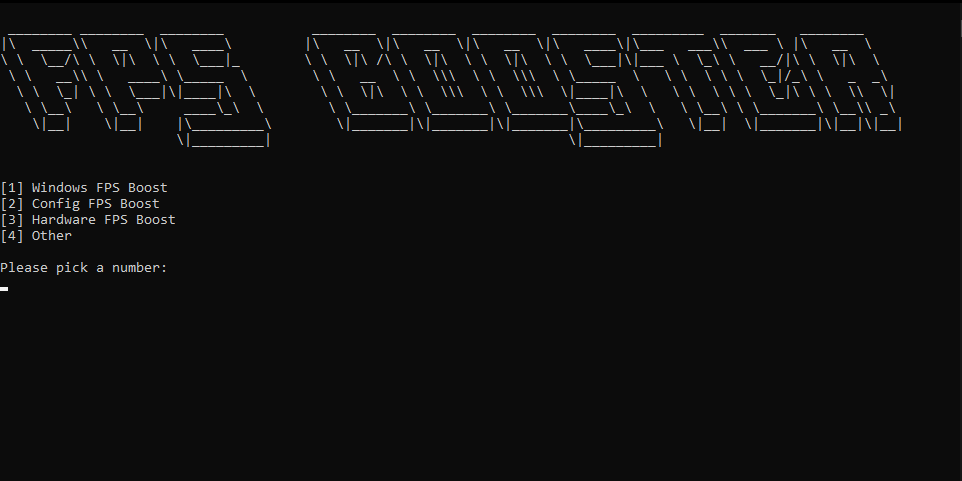 FPS BOOSTER
[1] Windows FPS Boost
[2] Config FPS Boost
[3] Hardware FPS Boost
[4] Other
Please pick a number: